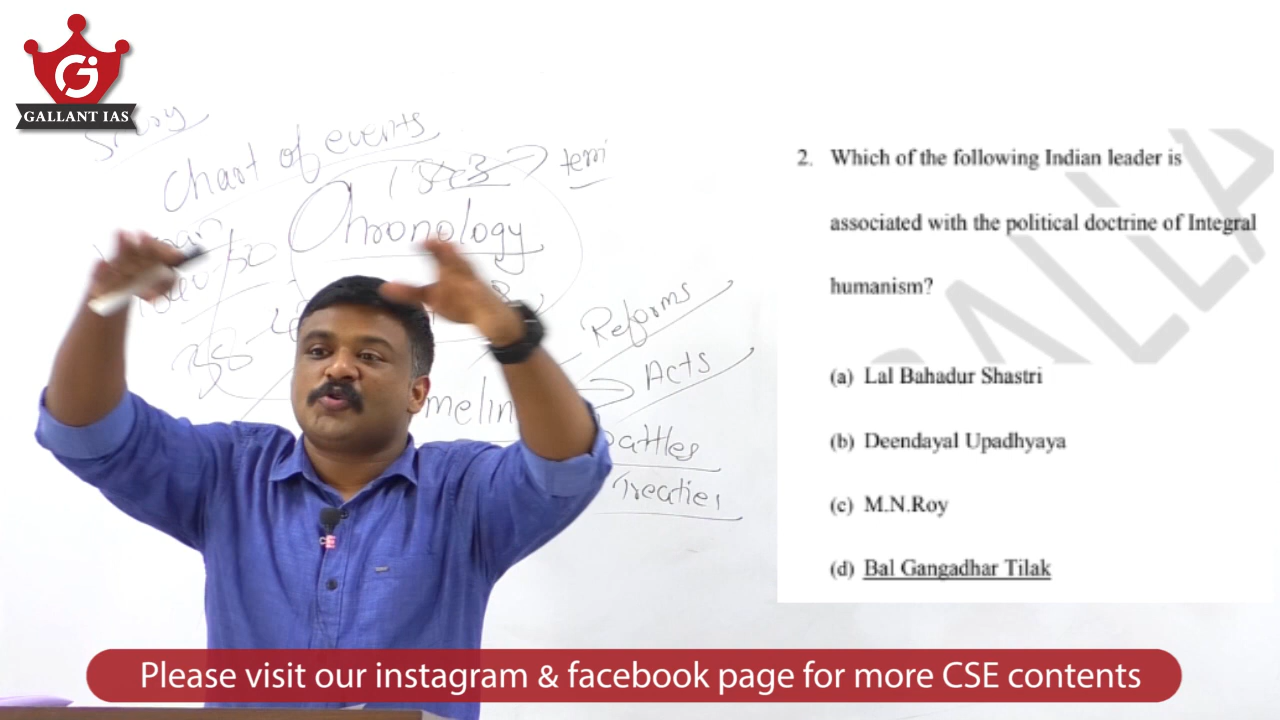 GALLANT IAS
Chart of events
Chronology
Reforms
Acts
Treaties
2. Which of the following Indian leader is
associated with the political doctrine of Integral
humanism?
(a) Lal Bahadur Shastri
(b) Deendayal Upadhyaya
(c) M.N.Roy
(d) Bal Gangadhar Tilak
Please visit our instagram & facebook page for more CSE contents